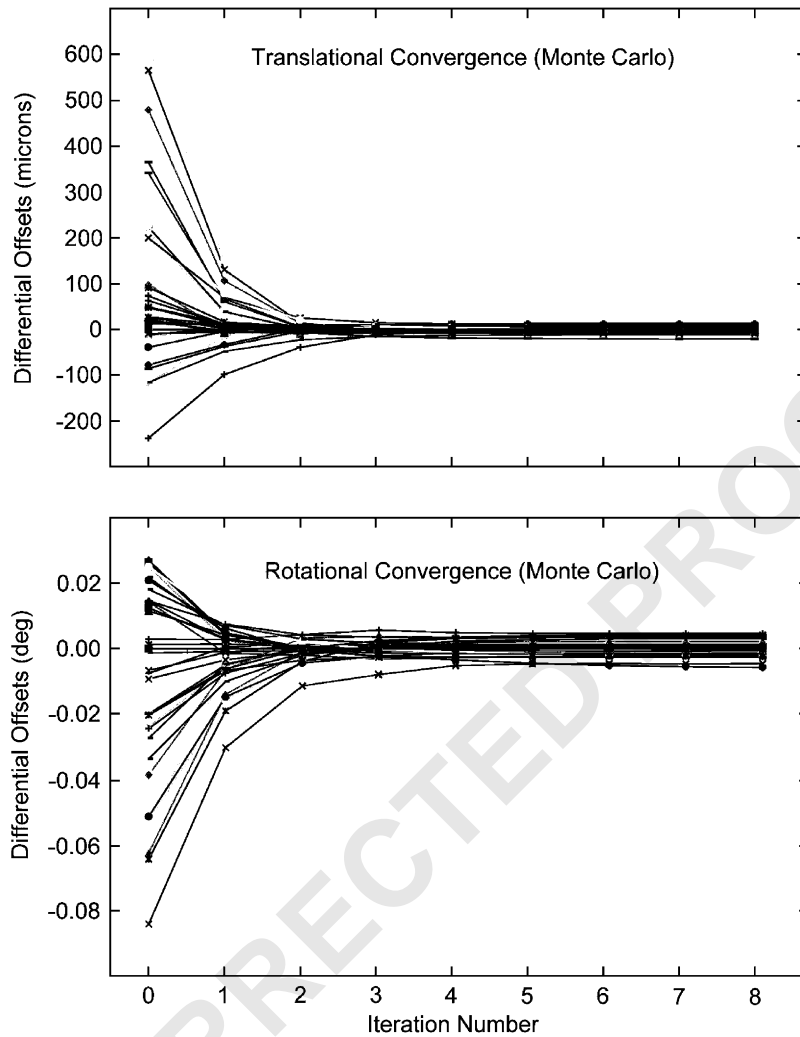 Translational Convergence (Monte Carlo)
Differential Offsets (microns)
600
500
400
300
200
100
0
-100
-200
Rotational Convergence (Monte Carlo)
Differential Offsets (deg)
0.02
0.00
-0.02
-0.04
-0.06
-0.08
0 1 2 3 4 5 6 7 8
Iteration Number
RECTED PRO